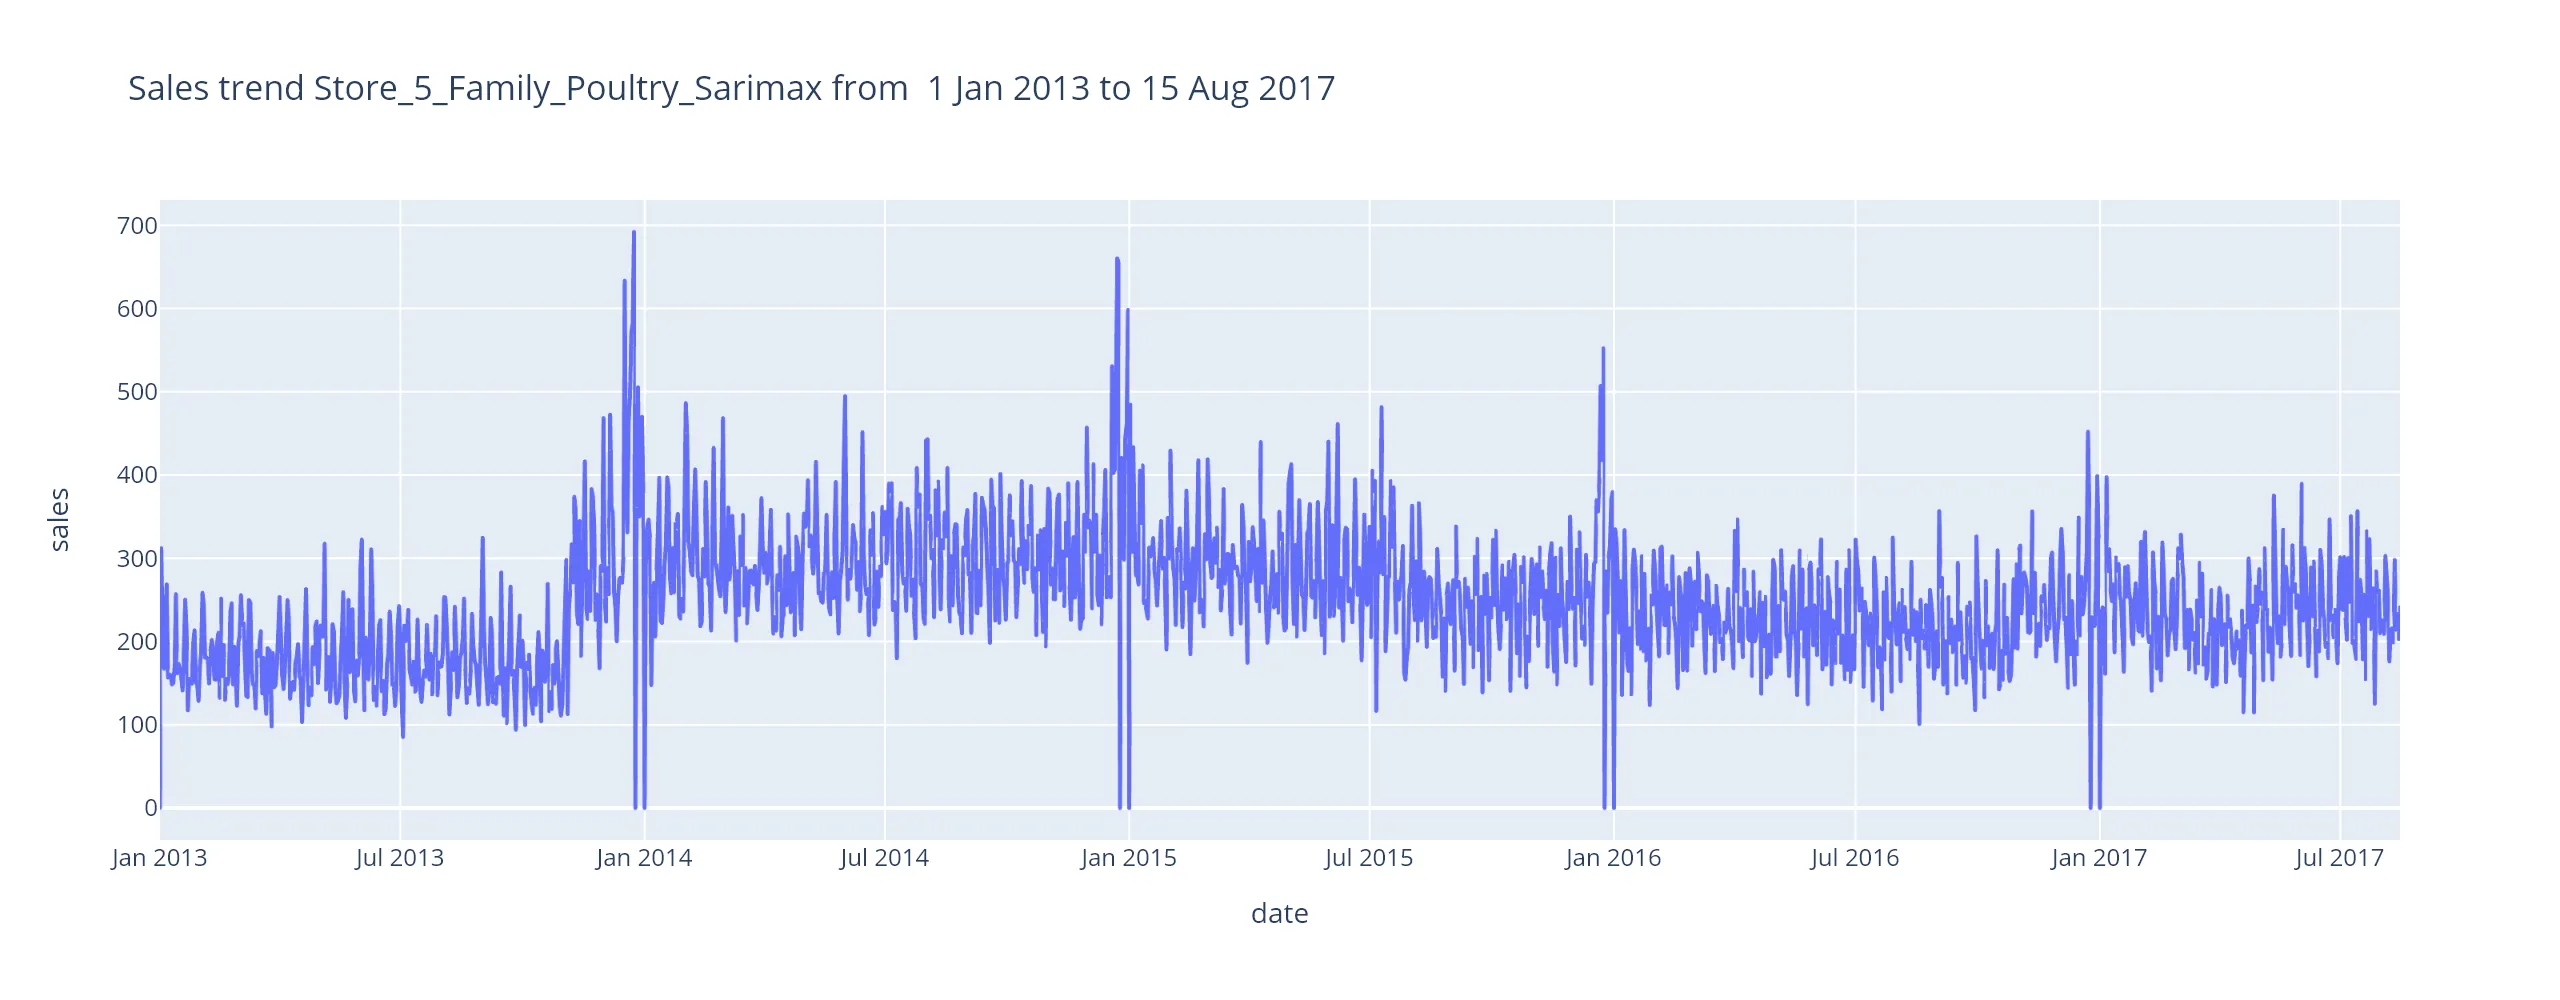 Sales trend Store_5_Family_Poultry_Sarimax from  1 Jan 2013 to 15 Aug 2017
700
600
500
400
300
200
100
0
sales
Jan 2013 Jul 2013 Jan 2014 Jul 2014 Jan 2015 Jul 2015 Jan 2016 Jul 2016 Jan 2017 Jul 2017
date